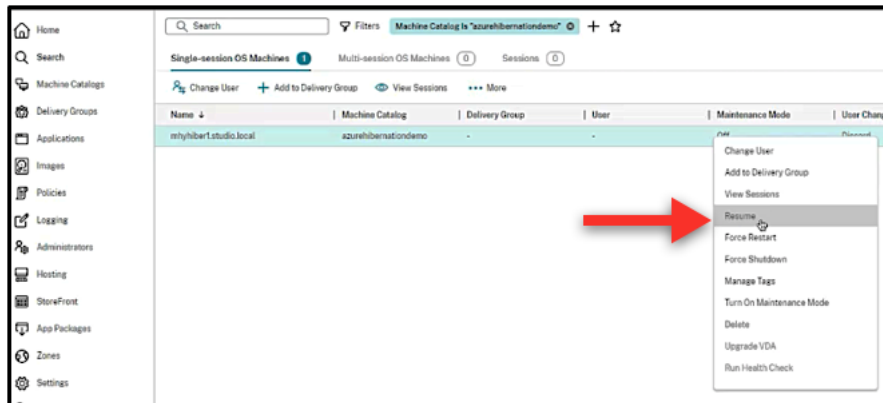 Home
Search
Machine Catalogs
Delivery Groups
Applications
Images
Policies
Logging
Administrators
Hosting
StoreFront
App Packages
Zones
Settings
Search Filters Machine Catalog Is "azurehibernationdemo"
Single-session OS Machines 1 Multi-session OS Machines (0) Sessions (0)
Change User Add to Delivery Group View Sessions ••• More
Name ↓ Machine Catalog Delivery Group User Maintenance Mode User Chang
mhyhiber1.studio.local azurehibernationdemo - - Off Discard
Change User
Add to Delivery Group
View Sessions
Resume
Force Restart
Force Shutdown
Manage Tags
Turn On Maintenance Mode
Delete
Upgrade VDA
Run Health Check